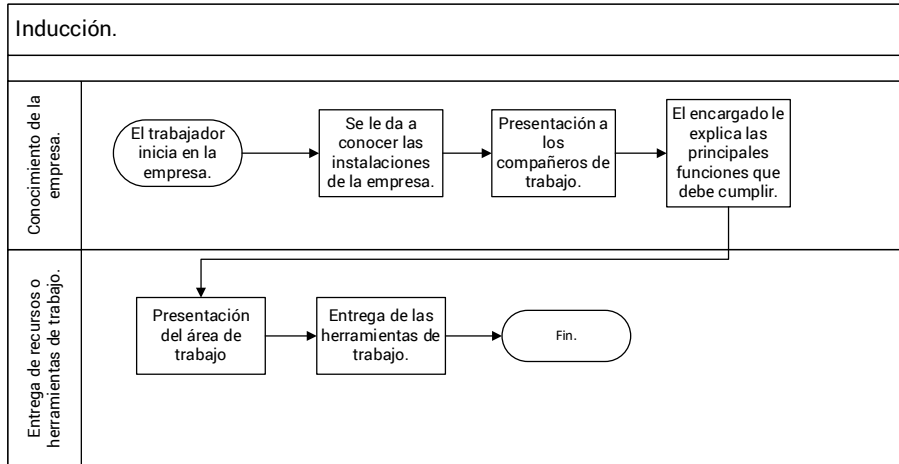 Inducción.
Conocimiento de la
empresa.
El trabajador
inicia en la
empresa.
Se le da a
conocer las
instalaciones
de la empresa.
Presentación a
los
compañeros de
trabajo.
El encargado le
explica las
principales
funciones que
debe cumplir.
Entrega de recursos o
herramientas de trabajo.
Presentación
del área de
trabajo
Entrega de las
herramientas de
trabajo.
Fin.